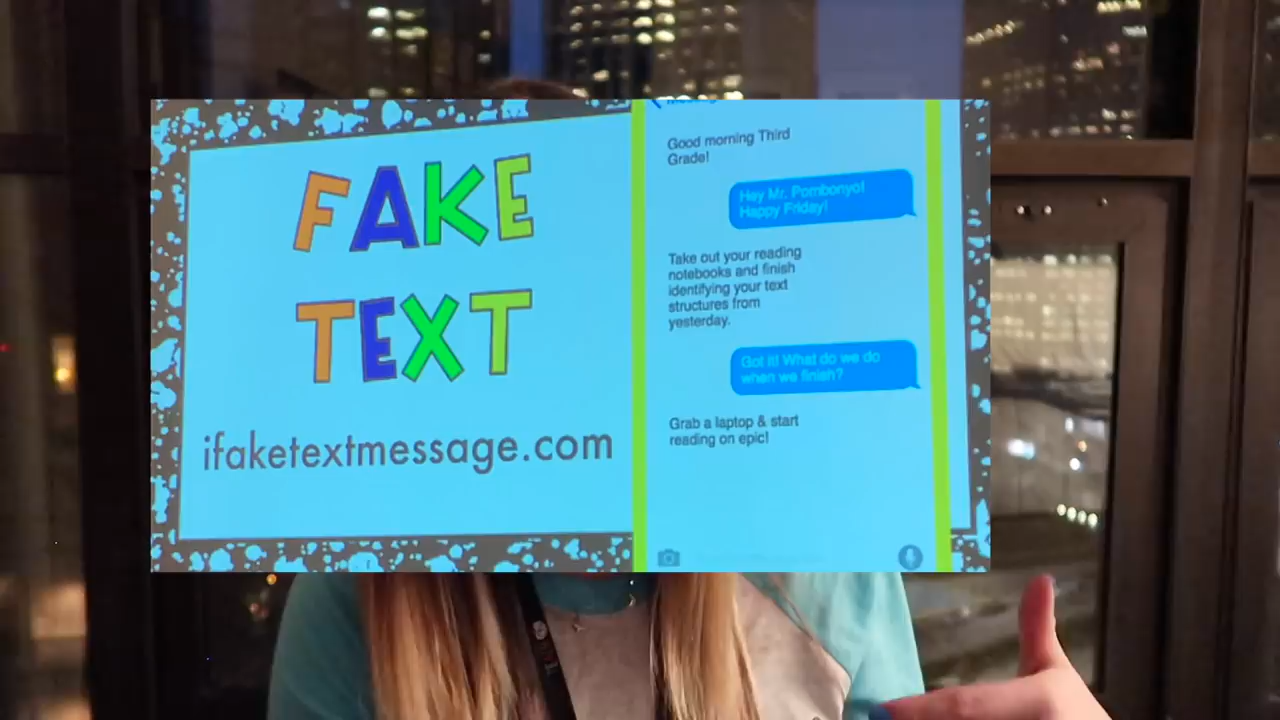 FAKE
TEXT
ifaketextmessage.com
Good morning Third
Grade!
Hey Mr. Pombonyo!
Happy Friday!
Take out your reading
notebooks and finish
identifying your text
structures from
yesterday.
Got it! What do we do
when we finish?
Grab a laptop & start
reading on epic!